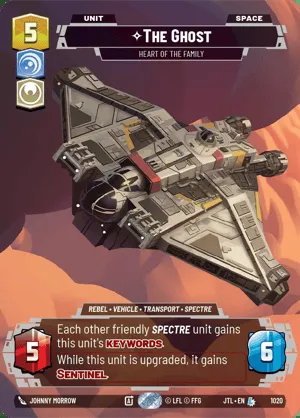 UNIT
SPACE
5
✧THE GHOST
HEART OF THE FAMILY
REBEL • VEHICLE • TRANSPORT • SPECTRE
Each other friendly SPECTRE unit gains
this unit's KEYWORDS.
While this unit is upgraded, it gains
SENTINEL.
5
6
JOHNNY MORROW
© LFL © FFG
JTL • EN
1020